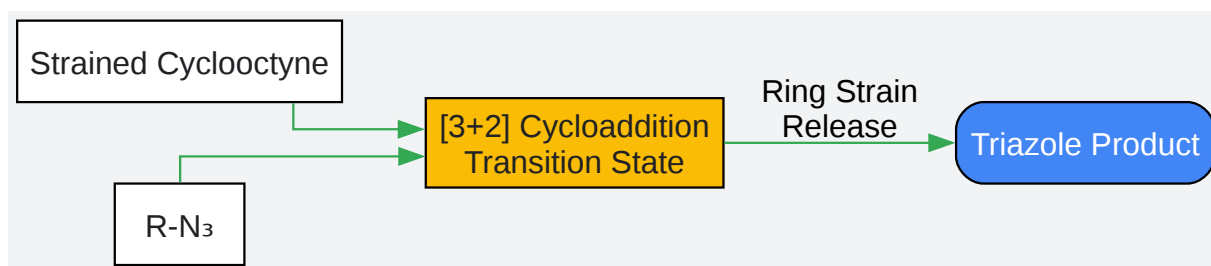 Strained Cyclooctyne
R-N₃
[3+2] Cycloaddition
Transition State
Ring Strain
Release
Triazole Product